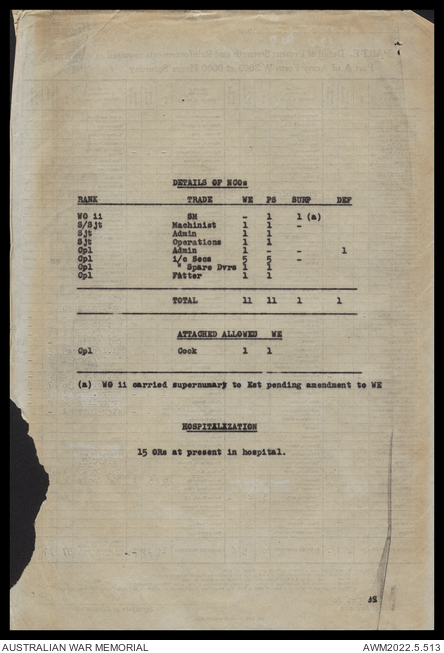 DETAILS OF NCOs
RANK TRADE WE PS SURP DEF
WO ii SM - 1 1 (a)
S/Sjt Machinist 1 1 -
Sjt Admin 1 1
Sjt Operations 1 1
Cpl Admin 1 - - 1
Cpl i/c Secs 5 5 -
Cpl " Spare Dvrs 1 1
Cpl Fitter 1 1
TOTAL 11 11 1 1
ATTACHED ALLOWED WE
Cpl Cook 1 1
(a) WO ii carried supernumary to Est pending amendment to WE
HOSPITALIZATION
15 ORs at present in hospital.
AUSTRALIAN WAR MEMORIAL
AWM2022.5.513